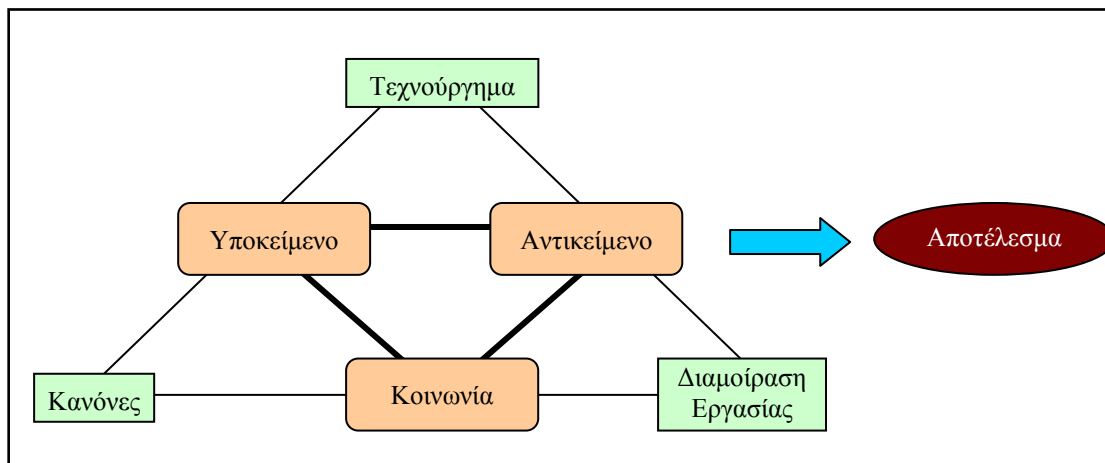 Τεχνούργημα
Υποκείμενο
Αντικείμενο
Αποτέλεσμα
Κανόνες
Κοινωνία
Διαμοίραση
Εργασίας